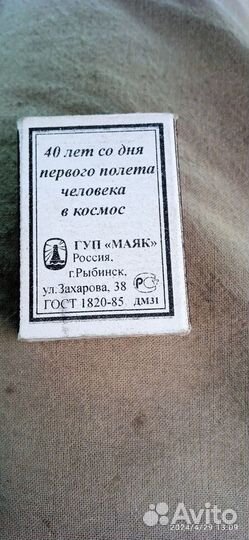 40 лет со дня
первого полета
человека
в космос
ГУП «МАЯК»
Россия,
г.Рыбинск,
ул.Захарова, 38
РС
ГОСТ 1820-85 ДМ31
Avito
2024/4/29 13:09